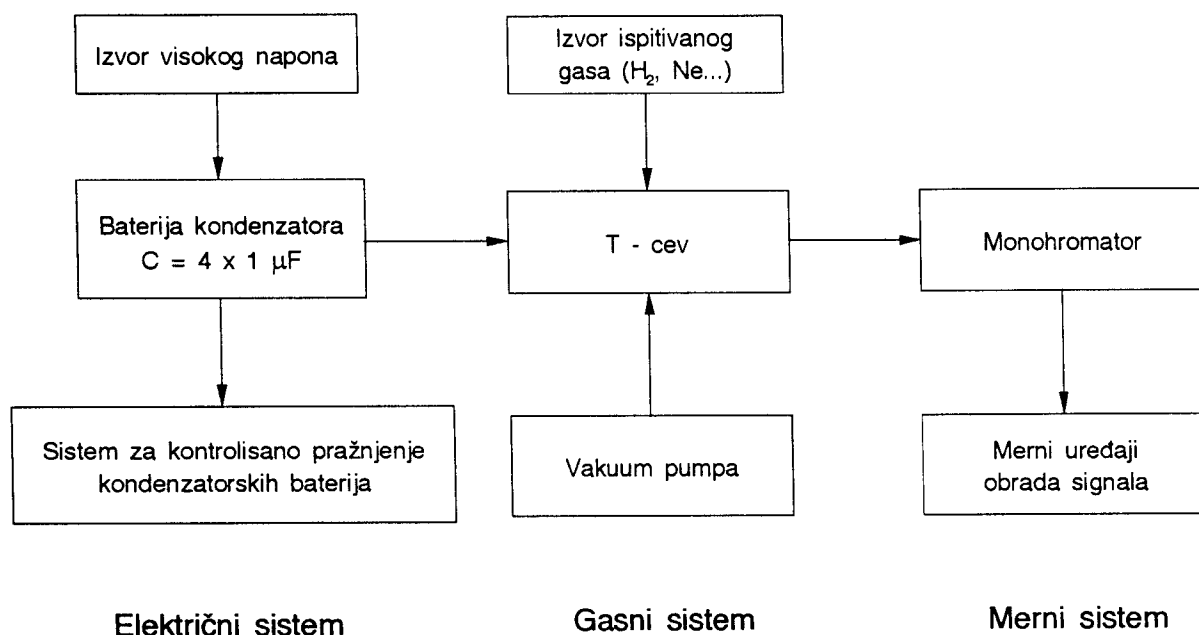 Izvor visokog napona
Izvor ispitivanog
gasa (H₂, Ne...)
Baterija kondenzatora
C = 4 x 1 μF
T - cev
Monohromator
Sistem za kontrolisano pražnjenje
kondenzatorskih baterija
Vakuum pumpa
Merni uređaji
obrada signala
Električni sistem
Gasni sistem
Merni sistem